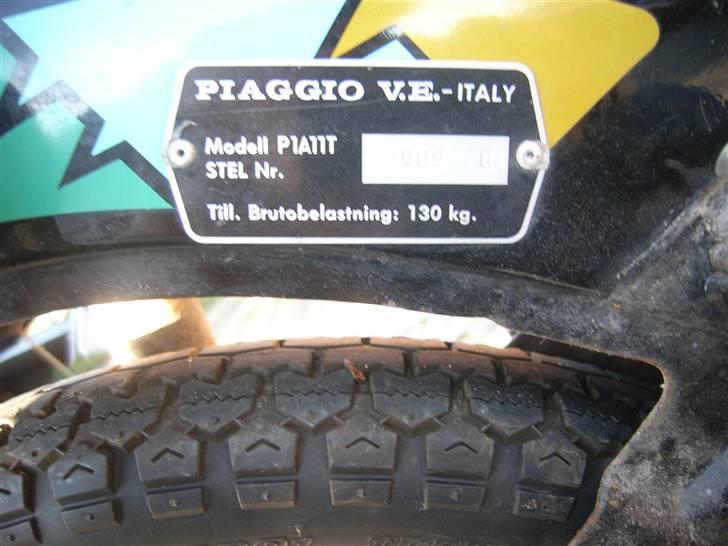 PIAGGIO V.E.-ITALY
Modell P1A11T
STEL Nr.
Till. Brutobelastning: 130 kg.